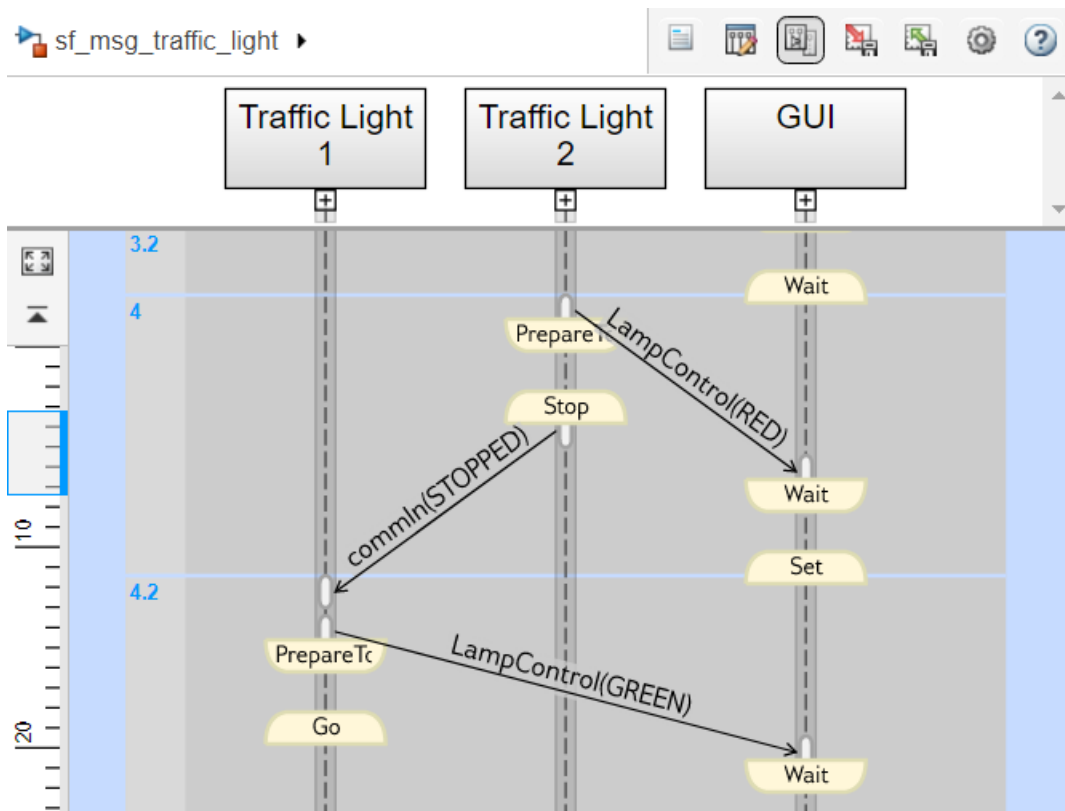 sf_msg_traffic_light
Traffic Light
1
Traffic Light
2
GUI
3.2
Wait
4
PrepareTo
LampControl(RED)
Stop
commIn(STOPPED)
Wait
10
Set
4.2
PrepareTo
LampControl(GREEN)
Go
20
Wait